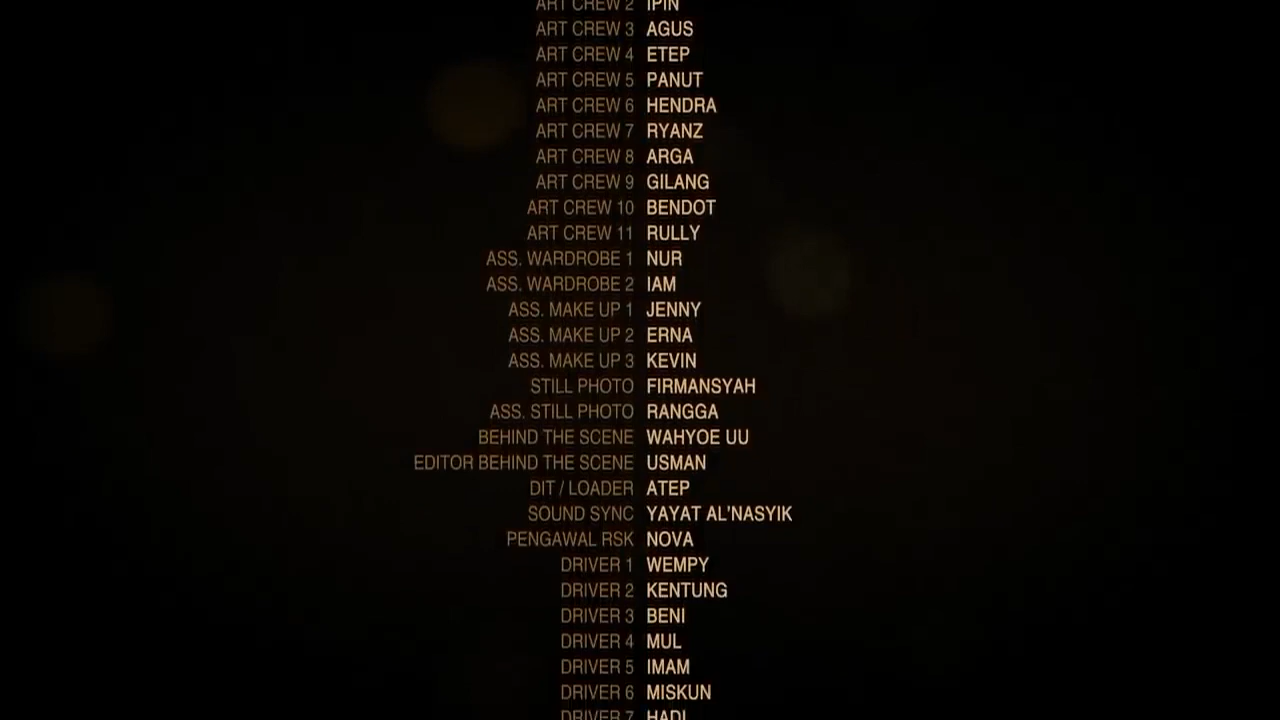 ART CREW 2 IPIN
ART CREW 3 AGUS
ART CREW 4 ETEP
ART CREW 5 PANUT
ART CREW 6 HENDRA
ART CREW 7 RYANZ
ART CREW 8 ARGA
ART CREW 9 GILANG
ART CREW 10 BENDOT
ART CREW 11 RULLY
ASS. WARDROBE 1 NUR
ASS. WARDROBE 2 IAM
ASS. MAKE UP 1 JENNY
ASS. MAKE UP 2 ERNA
ASS. MAKE UP 3 KEVIN
STILL PHOTO FIRMANSYAH
ASS. STILL PHOTO RANGGA
BEHIND THE SCENE WAHYOE UU
EDITOR BEHIND THE SCENE USMAN
DIT / LOADER ATEP
SOUND SYNC YAYAT AL'NASYIK
PENGAWAL RSK NOVA
DRIVER 1 WEMPY
DRIVER 2 KENTUNG
DRIVER 3 BENI
DRIVER 4 MUL
DRIVER 5 IMAM
DRIVER 6 MISKUN
DRIVER 7 HADI